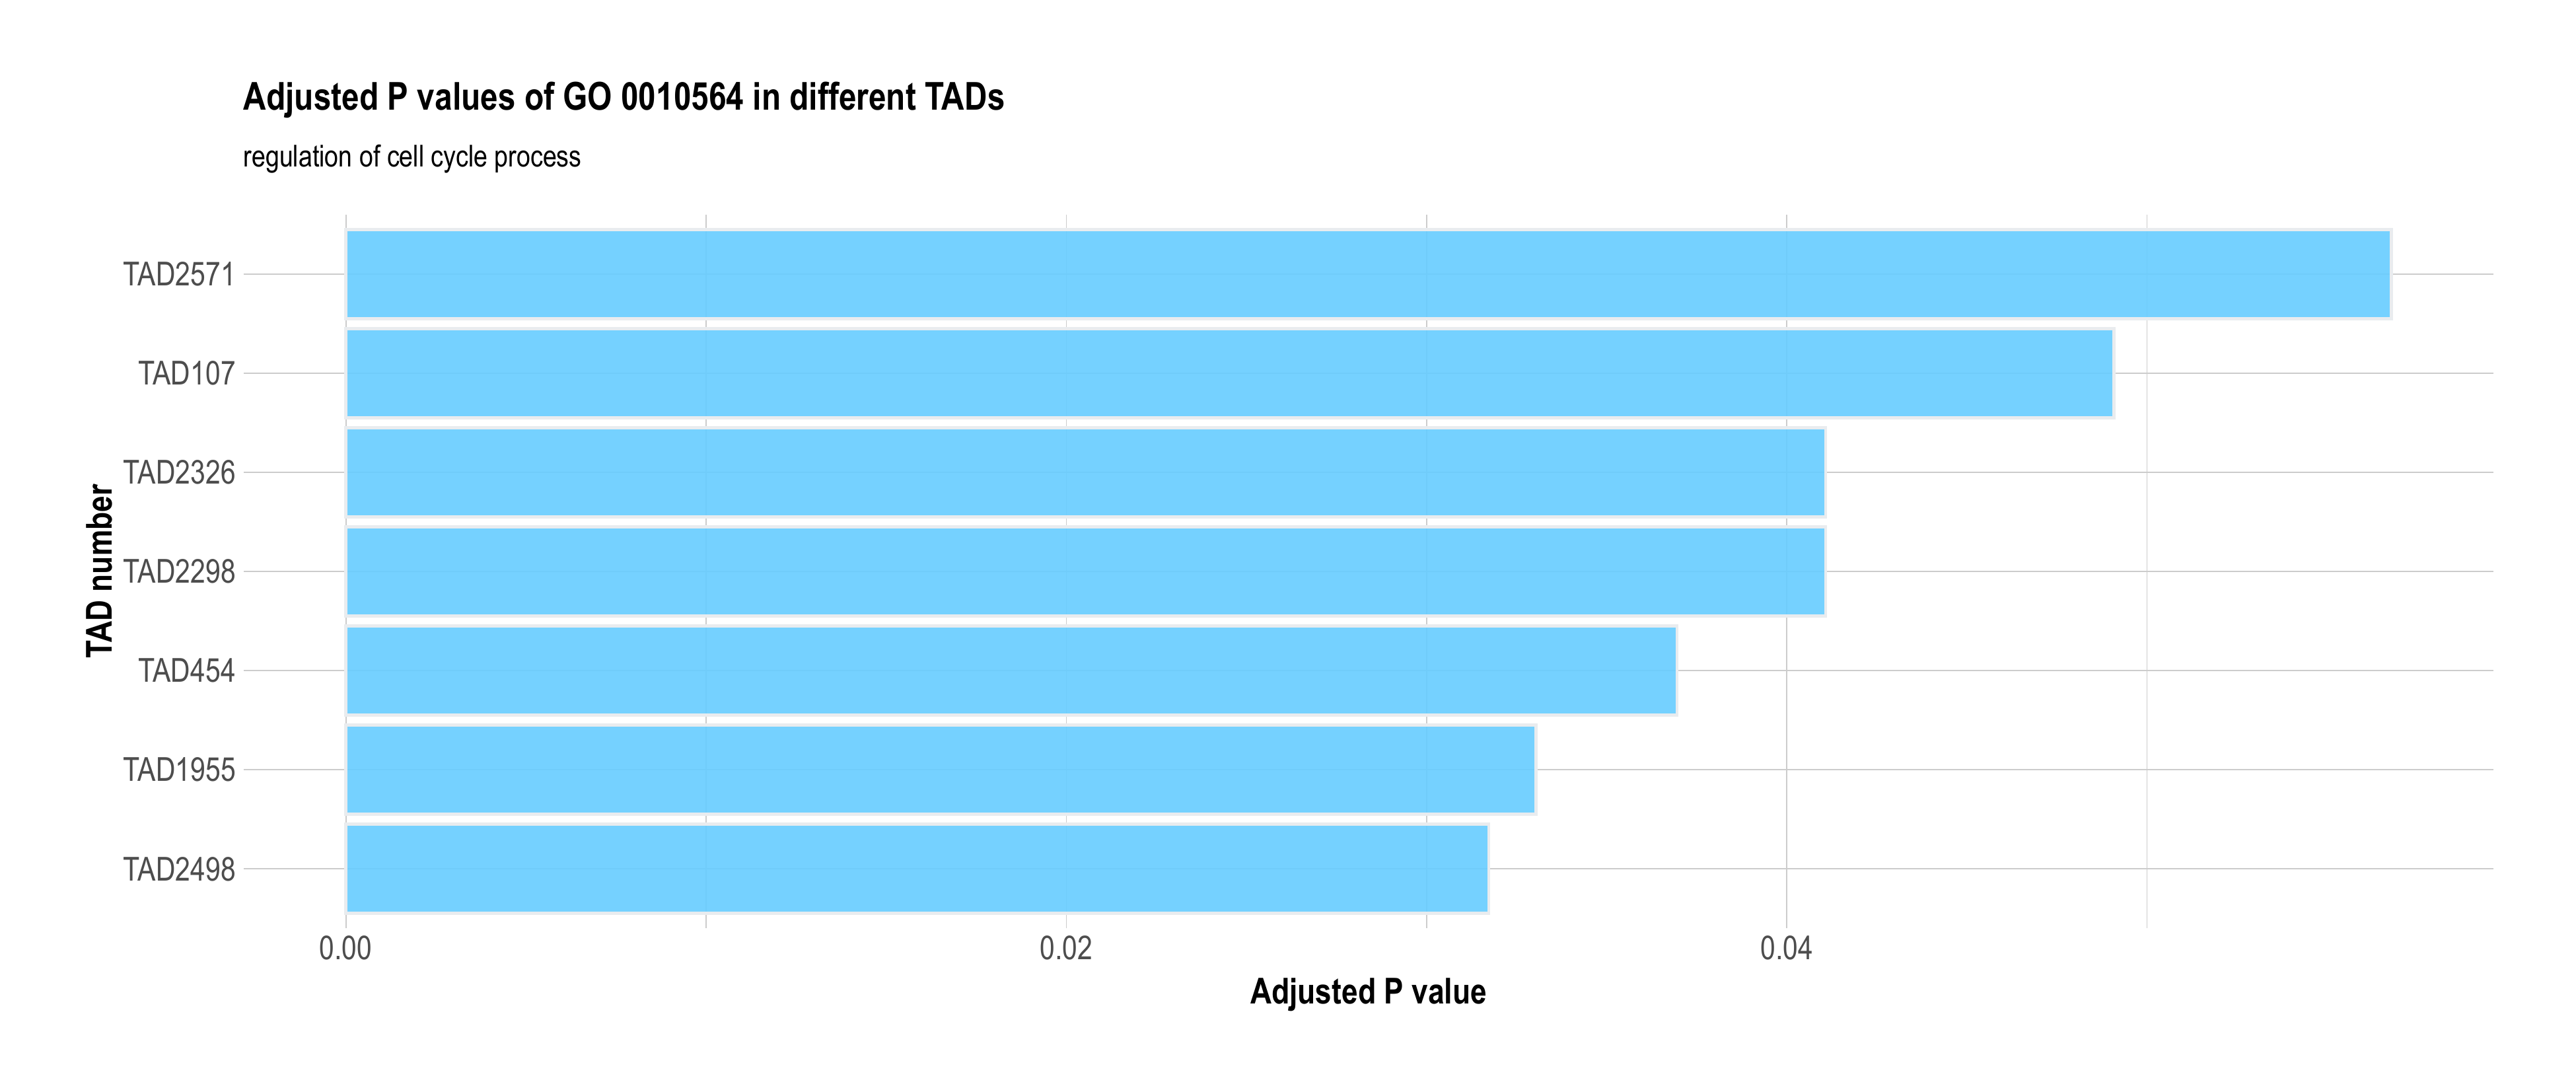 Adjusted P values of GO 0010564 in different TADs
regulation of cell cycle process
TAD number
TAD2571
TAD107
TAD2326
TAD2298
TAD454
TAD1955
TAD2498
0.00 0.02 0.04
Adjusted P value